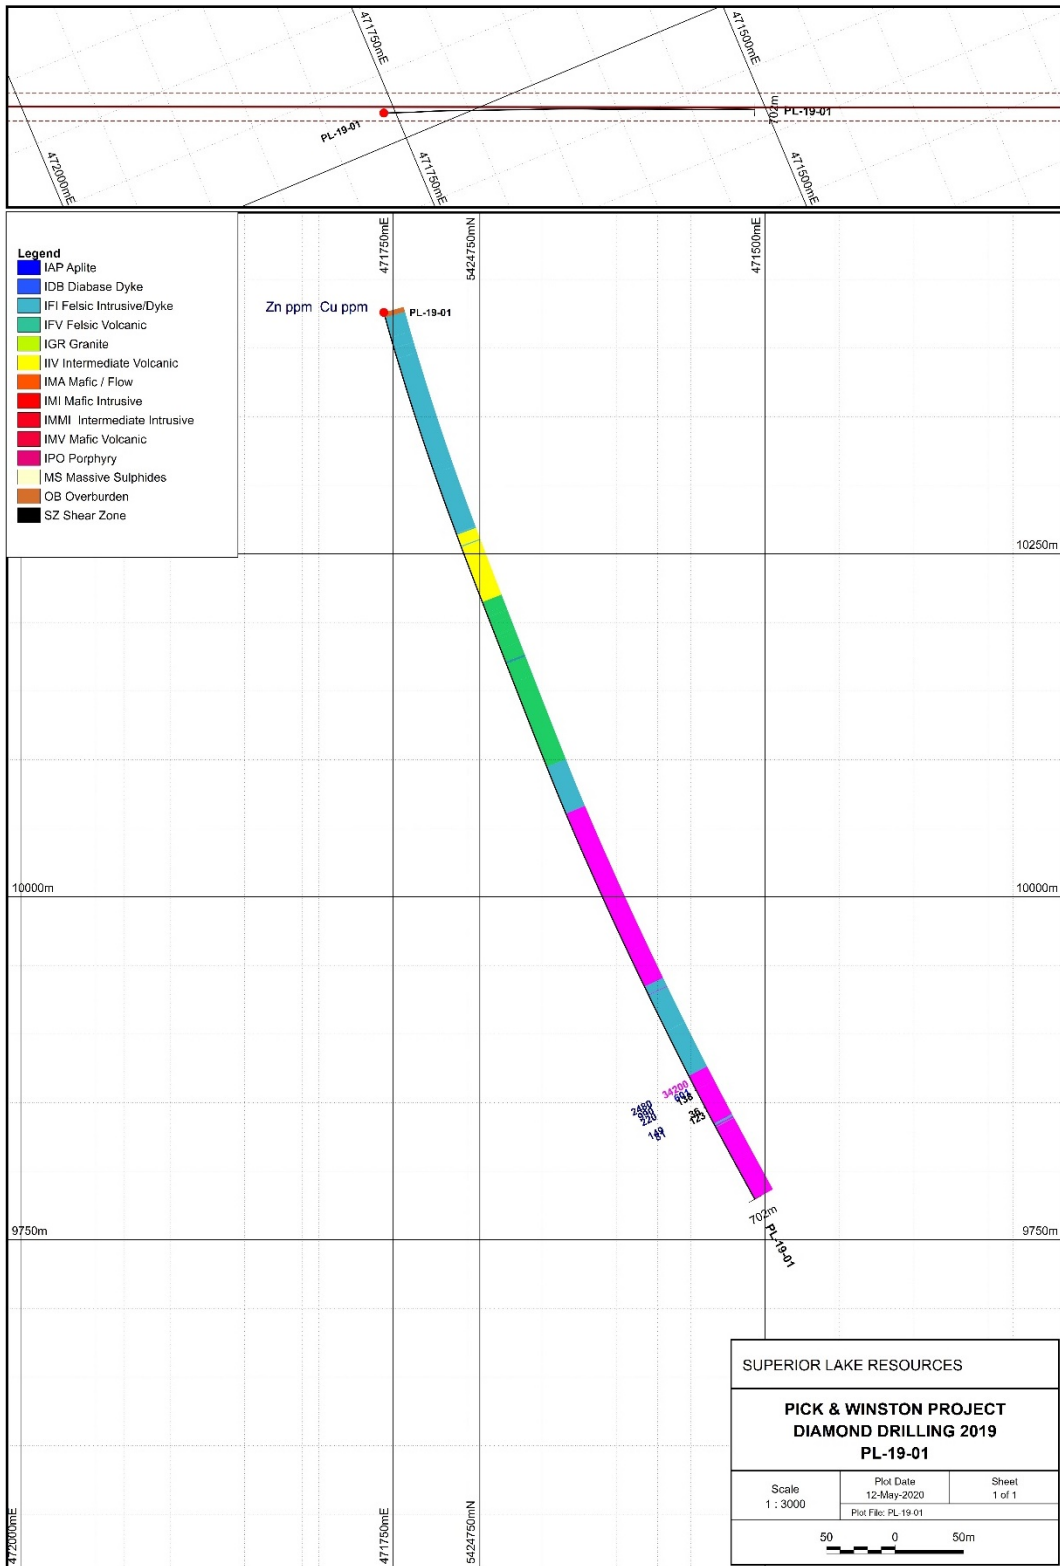 471750mE
471500mE
702m
PL-19-01
PL-19-01
472000mE
471750mE
471500mE
471750mE
5424750mN
471500mE
Legend
IAP Aplite
IDB Diabase Dyke
IFI Felsic Intrusive/Dyke
IFV Felsic Volcanic
IGR Granite
IIV Intermediate Volcanic
IMA Mafic / Flow
IMI Mafic Intrusive
IMMI Intermediate Intrusive
IMV Mafic Volcanic
IPO Porphyry
MS Massive Sulphides
OB Overburden
SZ Shear Zone
Zn ppm Cu ppm
PL-19-01
10250m
10000m
10000m
34200
138
2480
220
36
123
702m
PL-19-01
9750m
9750m
SUPERIOR LAKE RESOURCES
PICK & WINSTON PROJECT
DIAMOND DRILLING 2019
PL-19-01
Scale
1 : 3000
Plot Date
12-May-2020
Sheet
1 of 1
Plot File: PL-19-01
50 0 50m
472000mE
471750mE
5424750mN